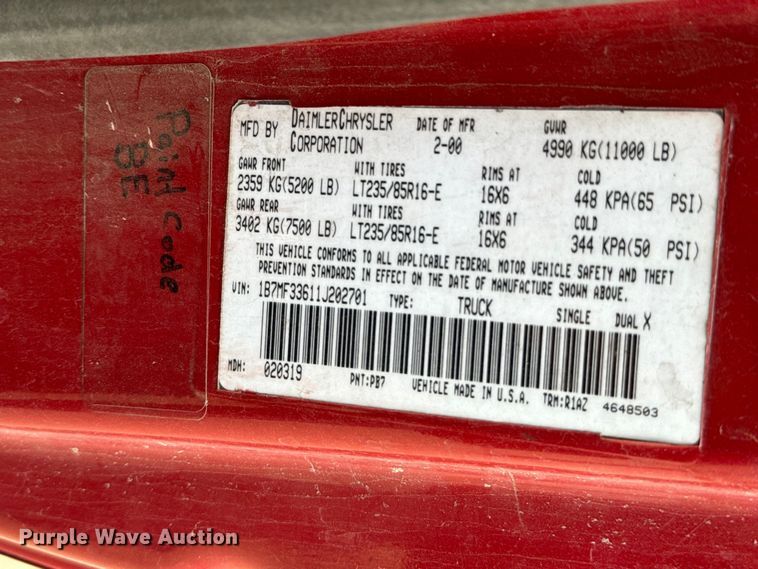 Paint Code
BE
MFD BY DAIMLERCHRYSLER CORPORATION DATE OF MFR 2-00 GVWR 4990 KG(11000 LB)
GAWR FRONT WITH TIRES RIMS AT COLD
2359 KG(5200 LB) LT235/85R16-E 16X6 448 KPA(65 PSI)
GAWR REAR WITH TIRES RIMS AT COLD
3402 KG(7500 LB) LT235/85R16-E 16X6 344 KPA(50 PSI)
THIS VEHICLE CONFORMS TO ALL APPLICABLE FEDERAL MOTOR VEHICLE SAFETY AND THEFT
PREVENTION STANDARDS IN EFFECT ON THE DATE OF MANUFACTURE SHOWN ABOVE.
VIN: 1B7MF33611J202701 TYPE: TRUCK SINGLE DUAL X
MDH: 020319 PNT:PB7 VEHICLE MADE IN U.S.A. TRM:R1AZ 4648503
Purple Wave Auction